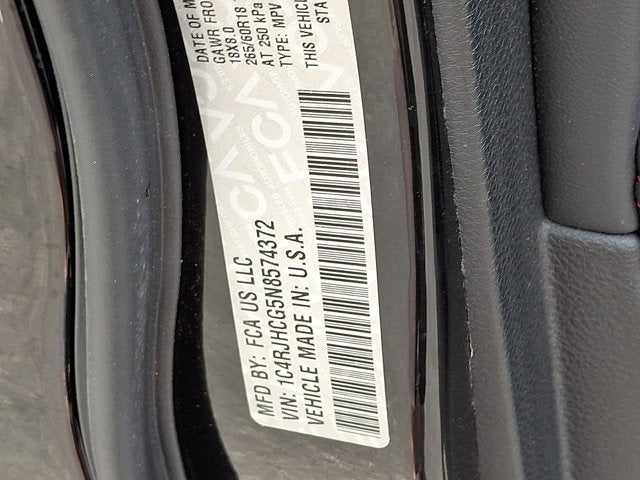 MFD BY: FCA US LLC
DATE OF M
GAWR FRO
18X8.0
265/60R18
AT 250 kPa
VIN: 1C4RJHCG5N8574372
TYPE: MPV
VEHICLE MADE IN: U.S.A.
THIS VEHICLE
STA